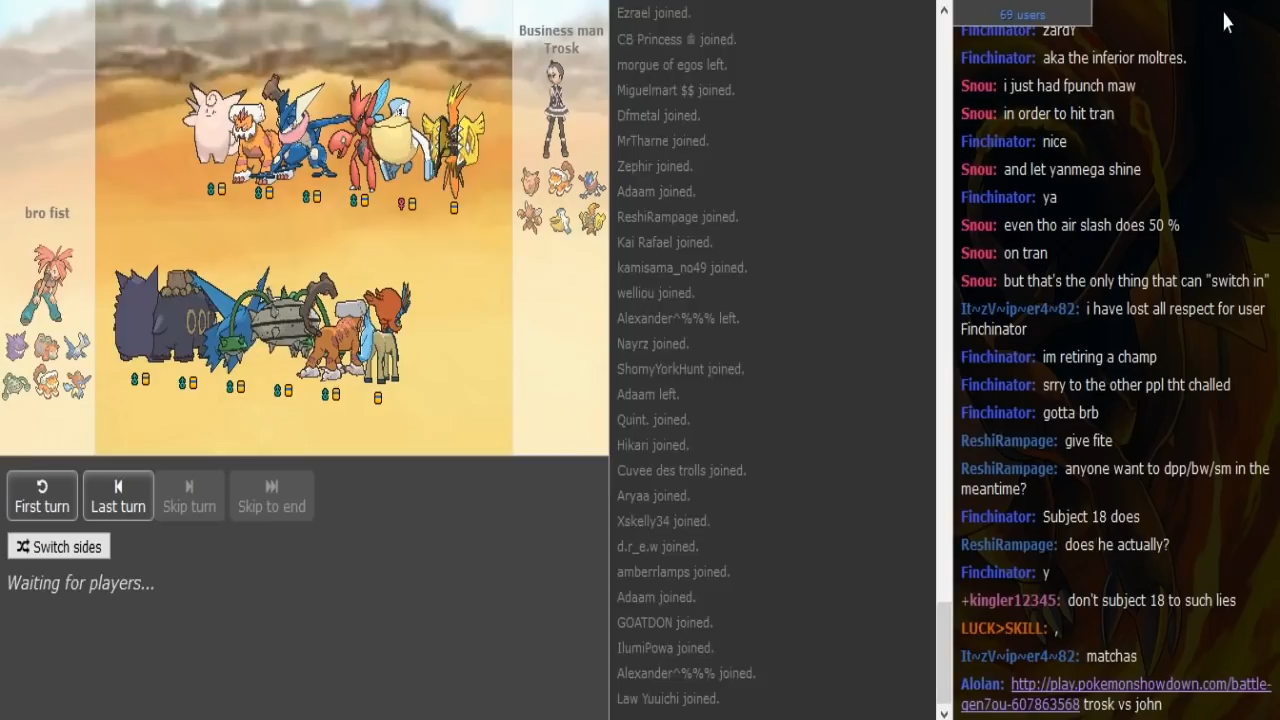 bro fist
Business man
Trosk
First turn
Last turn
Skip turn
Skip to end
Switch sides
Waiting for players...
Ezrael joined.
CB Princess joined.
morgue of egos left.
Miguelmart $$ joined.
Dfmetal joined.
MrTharne joined.
Zephir joined.
Adaam joined.
ReshiRampage joined.
Kai Rafael joined.
kamisama_no49 joined.
welliou joined.
Alexander^%%% left.
Nayrz joined.
ShomyYorkHunt joined.
Adaam left.
Quint. joined.
Hikari joined.
Cuvee des trolls joined.
Aryaa joined.
Xskelly34 joined.
d.r_e.w joined.
amberrlamps joined.
Adaam joined.
GOATDON joined.
IlumiPowa joined.
Alexander^%%% joined.
Law Yuuichi joined.
69 users
Finchinator: zardY
Finchinator: aka the inferior moltres.
Snou: i just had fpunch maw
Snou: in order to hit tran
Finchinator: nice
Snou: and let yanmega shine
Finchinator: ya
Snou: even tho air slash does 50 %
Snou: on tran
Snou: but that's the only thing that can "switch in"
It~zV~ip~er4~82: i have lost all respect for user
Finchinator
Finchinator: im retiring a champ
Finchinator: srry to the other ppl tht challed
Finchinator: gotta brb
ReshiRampage: give fite
ReshiRampage: anyone want to dpp/bw/sm in the
meantime?
Finchinator: Subject 18 does
ReshiRampage: does he actually?
Finchinator: y
+kingler12345: don't subject 18 to such lies
LUCK>SKILL: ,
It~zV~ip~er4~82: matchas
Alolan: http://play.pokemonshowdown.com/battle-
gen7ou-607863568 trosk vs john